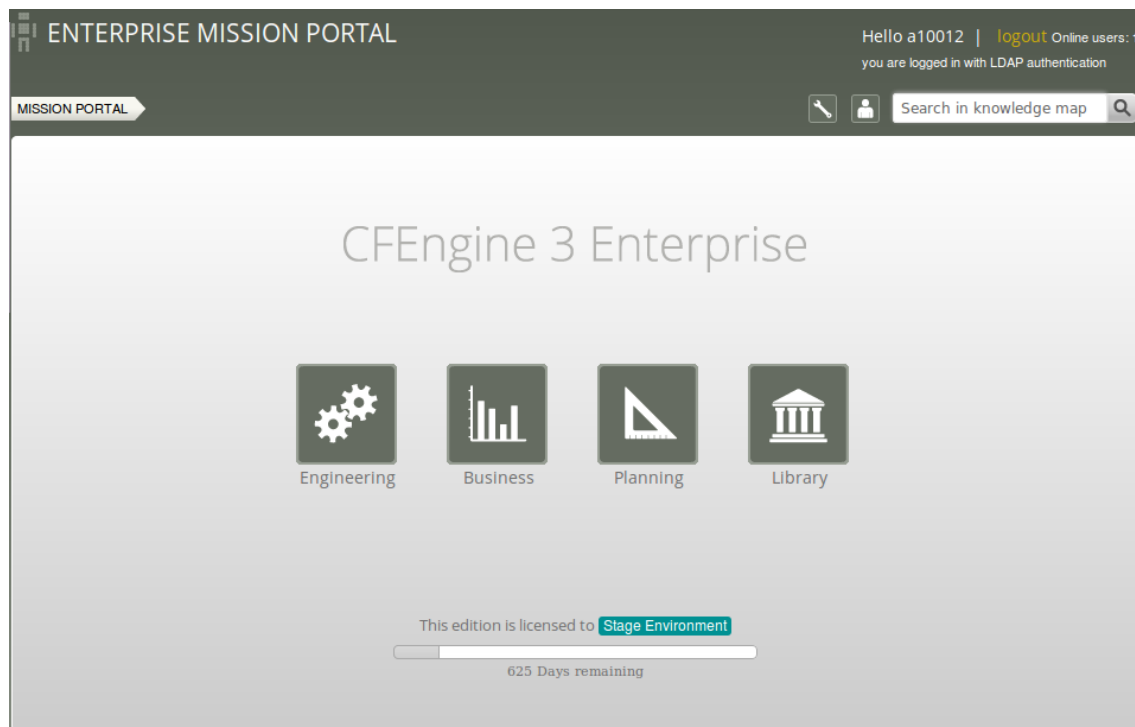 ENTERPRISE MISSION PORTAL
Hello a10012 | logout Online users:
you are logged in with LDAP authentication
MISSION PORTAL
Search in knowledge map
CFEngine 3 Enterprise
Engineering Business Planning Library
This edition is licensed to Stage Environment
625 Days remaining